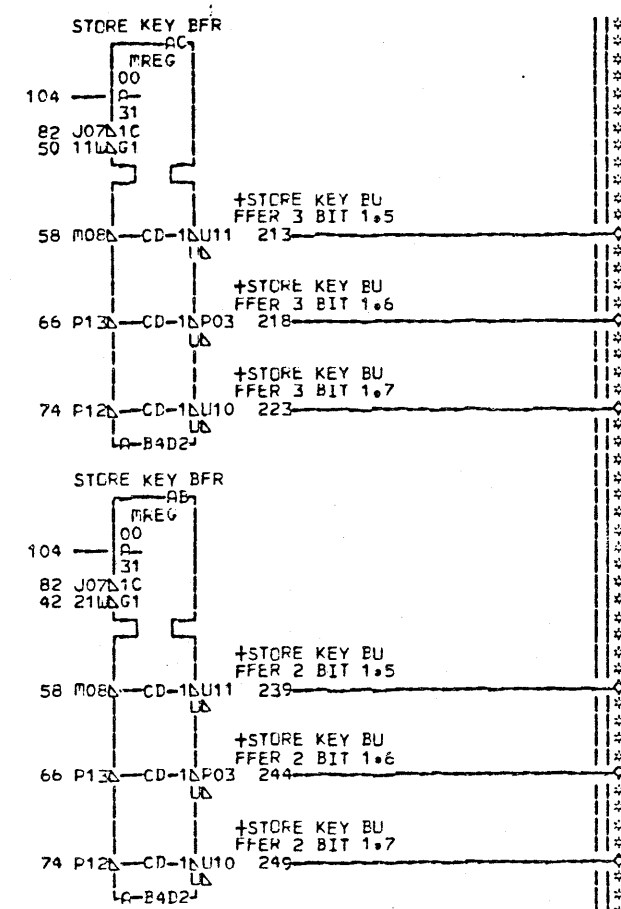 STORE KEY BFR
AC
MREG
00
104 A
31
82 J07 1C
50 11W G1
+STORE KEY BU
FFER 3 BIT 1.5
58 M08 CD-1 U11 213
U
+STORE KEY BU
FFER 3 BIT 1.6
66 P13 CD-1 P03 218
U
+STORE KEY BU
FFER 3 BIT 1.7
74 P12 CD-1 U10 223
U
A-B4D2
STORE KEY BFR
AB
MREG
00
104 A
31
82 J07 1C
42 21W G1
+STORE KEY BU
FFER 2 BIT 1.5
58 M08 CD-1 U11 239
U
+STORE KEY BU
FFER 2 BIT 1.6
66 P13 CD-1 P03 244
U
+STORE KEY BU
FFER 2 BIT 1.7
74 P12 CD-1 U10 249
U
A-B4D2